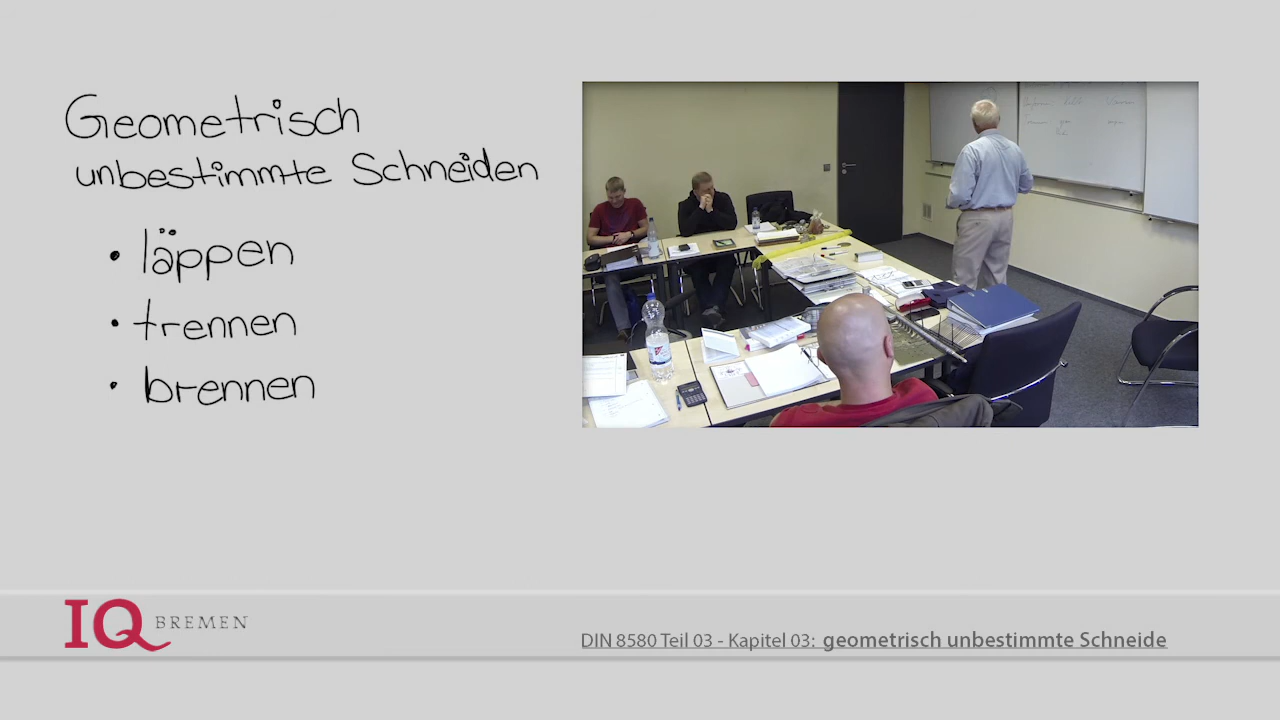 Geometrisch
unbestimmte Schneiden
• läppen
• trennen
• brennen
IQ BREMEN
DIN 8580 Teil 03 - Kapitel 03: geometrisch unbestimmte Schneide